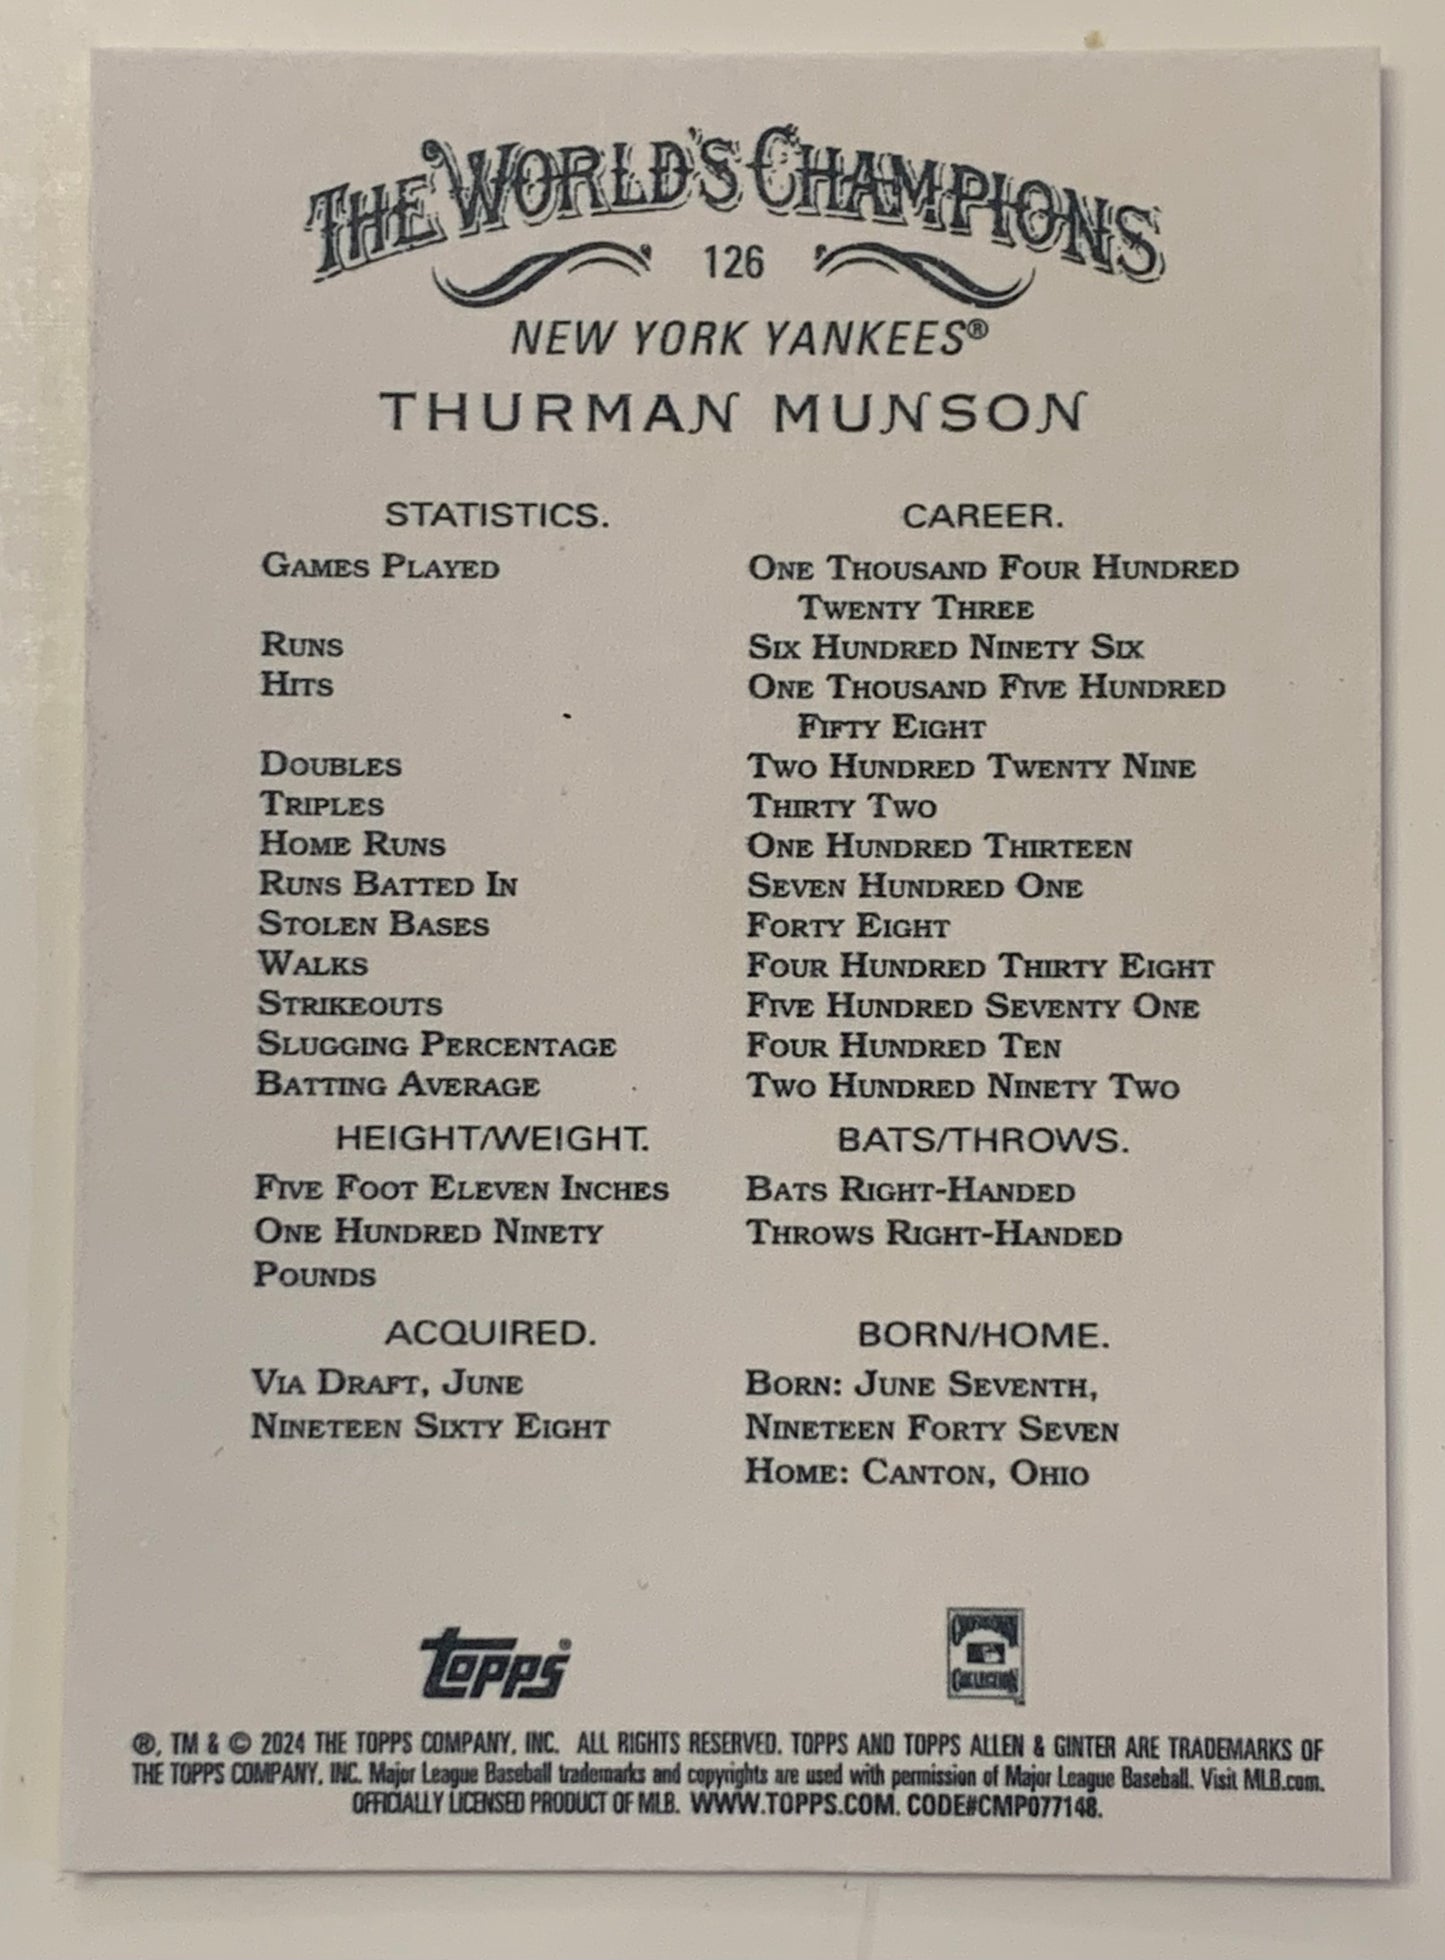 THE WORLD'S CHAMPIONS
126
NEW YORK YANKEES®
THURMAN MUNSON
STATISTICS. CAREER.
GAMES PLAYED ONE THOUSAND FOUR HUNDRED
TWENTY THREE
RUNS SIX HUNDRED NINETY SIX
HITS ONE THOUSAND FIVE HUNDRED
FIFTY EIGHT
DOUBLES TWO HUNDRED TWENTY NINE
TRIPLES THIRTY TWO
HOME RUNS ONE HUNDRED THIRTEEN
RUNS BATTED IN SEVEN HUNDRED ONE
STOLEN BASES FORTY EIGHT
WALKS FOUR HUNDRED THIRTY EIGHT
STRIKEOUTS FIVE HUNDRED SEVENTY ONE
SLUGGING PERCENTAGE FOUR HUNDRED TEN
BATTING AVERAGE TWO HUNDRED NINETY TWO
HEIGHT/WEIGHT. BATS/THROWS.
FIVE FOOT ELEVEN INCHES BATS RIGHT-HANDED
ONE HUNDRED NINETY THROWS RIGHT-HANDED
POUNDS
ACQUIRED. BORN/HOME.
VIA DRAFT, JUNE BORN: JUNE SEVENTH,
NINETEEN SIXTY EIGHT NINETEEN FORTY SEVEN
HOME: CANTON, OHIO
topps®
COOPERSTOWN
COLLECTION
®, TM & © 2024 THE TOPPS COMPANY, INC. ALL RIGHTS RESERVED. TOPPS AND TOPPS ALLEN & GINTER ARE TRADEMARKS OF
THE TOPPS COMPANY, INC. Major League Baseball trademarks and copyrights are used with permission of Major League Baseball. Visit MLB.com.
OFFICIALLY LICENSED PRODUCT OF MLB. WWW.TOPPS.COM. CODE#CMP077148.